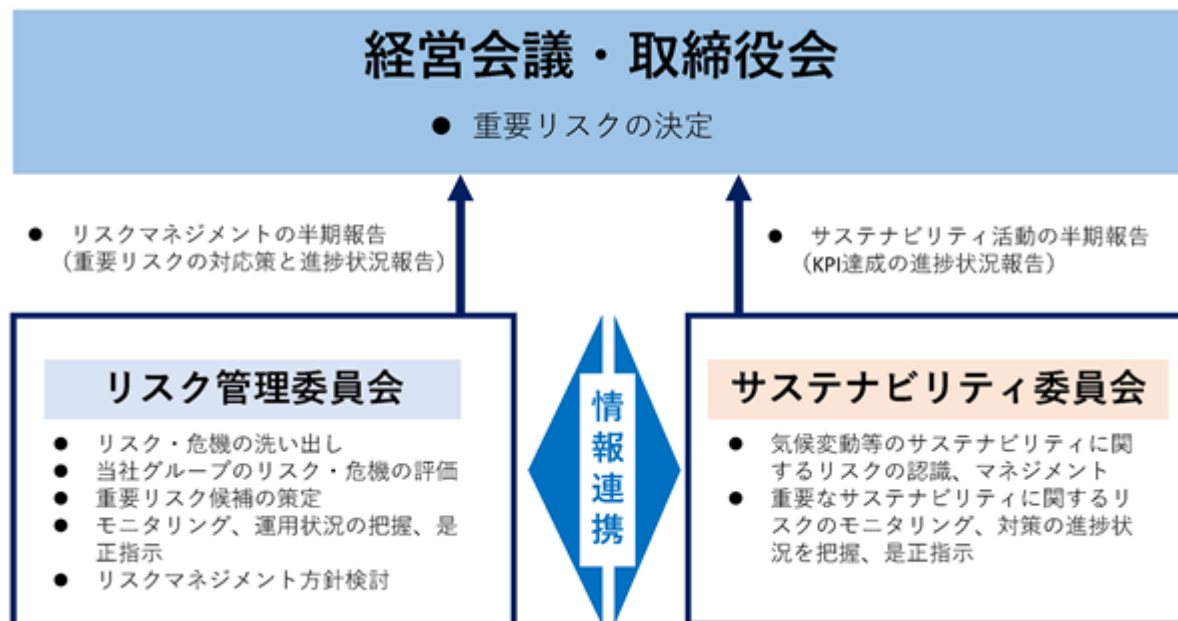 経営会議・取締役会
● 重要リスクの決定
● リスクマネジメントの半期報告
（重要リスクの対応策と進捗状況報告）
● サステナビリティ活動の半期報告
（KPI達成の進捗状況報告）
リスク管理委員会
● リスク・危機の洗い出し
● 当社グループのリスク・危機の評価
● 重要リスク候補の策定
● モニタリング、運用状況の把握、是
正指示
● リスクマネジメント方針検討
情報連携
サステナビリティ委員会
● 気候変動等のサステナビリティに関
するリスクの認識、マネジメント
● 重要なサステナビリティに関するリ
スクのモニタリング、対策の進捗状
況を把握、是正指示